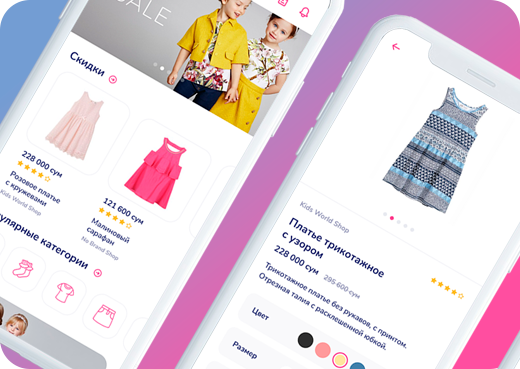 SALE
Скидки
228 000 сум
Розовое платье
с кружевами
Kids World Shop
121 600 сум
Малиновый
сарафан
No Brand Shop
категории
Kids World Shop
Платье трикотажное
с узором
228 000 сум 295 600 сум
Трикотажное платье без рукавов, с принтом.
Отрезная талия с расклешенной юбкой.
Цвет
Размер